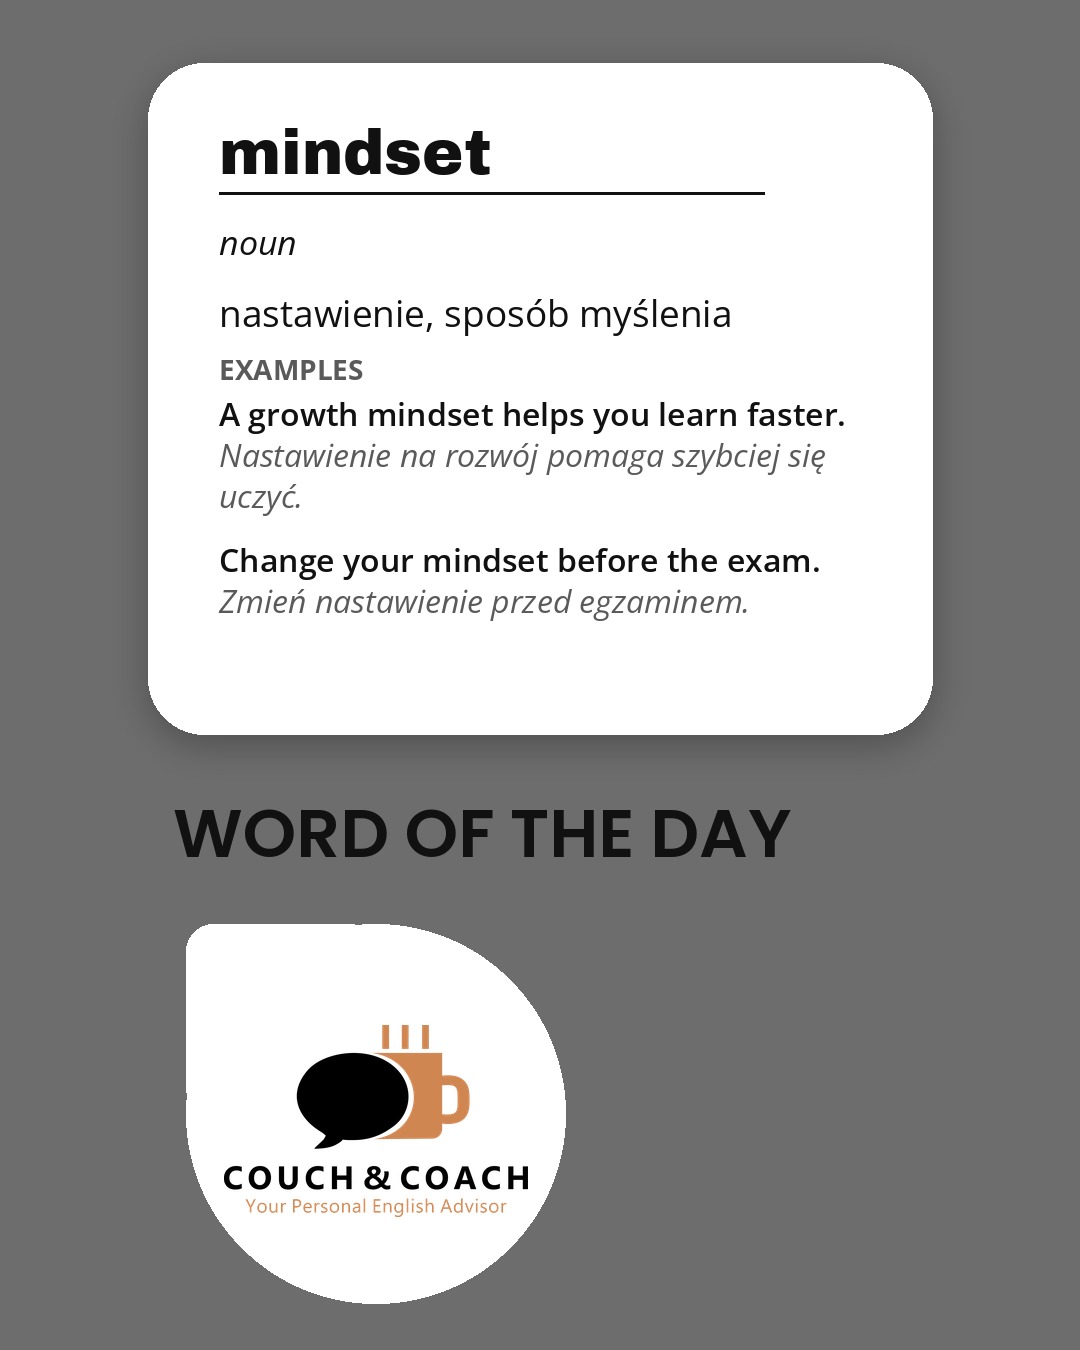 mindset
noun
nastawienie, sposób myślenia
EXAMPLES
A growth mindset helps you learn faster.
Nastawienie na rozwój pomaga szybciej się
uczyć.
Change your mindset before the exam.
Zmień nastawienie przed egzaminem.
WORD OF THE DAY
COUCH & COACH
Your Personal English Advisor